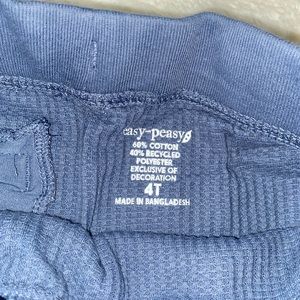 easy-peasy
60% COTTON
40% RECYCLED
POLYESTER
EXCLUSIVE OF
DECORATION
4T
MADE IN BANGLADESH